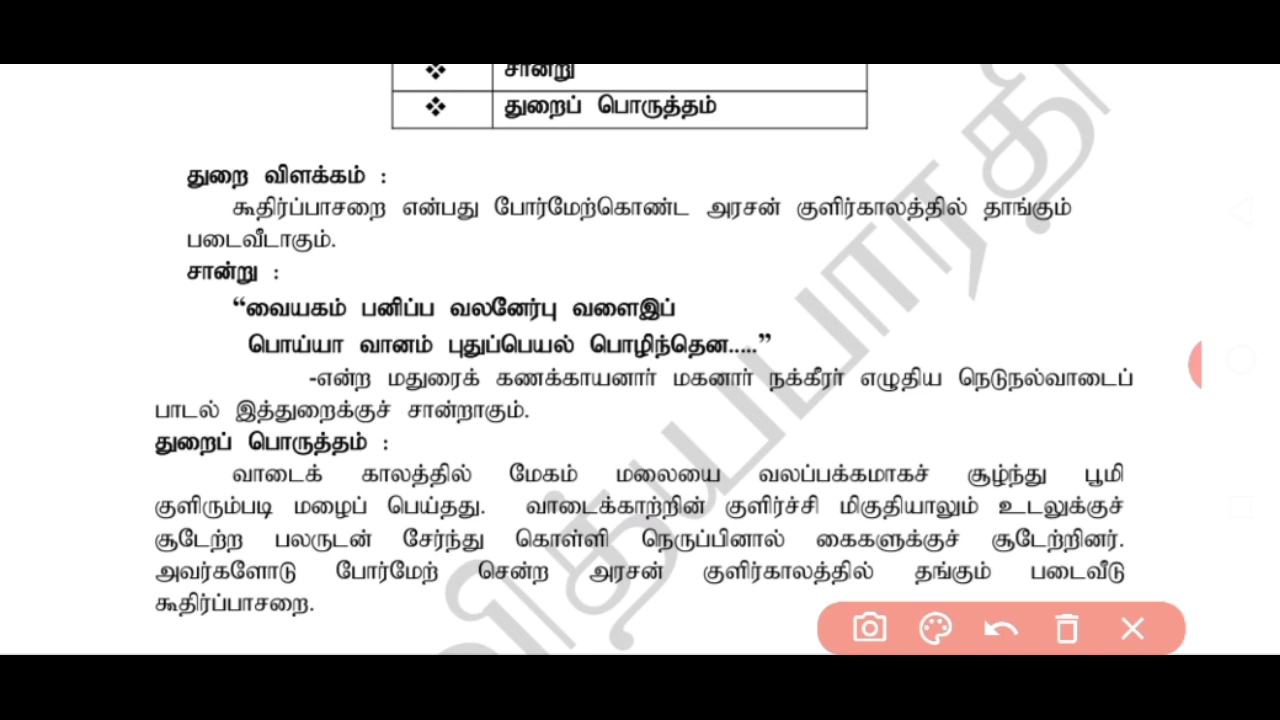 ❖ சான்று
❖ துறைப் பொருத்தம்
துறை விளக்கம் :
கூதிர்ப்பாசறை என்பது போர்மேற்கொண்ட அரசன் குளிர்காலத்தில் தாங்கும்
படைவீடாகும்.
சான்று :
“வையகம் பனிப்ப வலனேர்பு வளைஇப்
பொய்யா வானம் புதுப்பெயல் பொழிந்தென.....”
-என்ற மதுரைக் கணக்காயனார் மகனார் நக்கீரர் எழுதிய நெடுநல்வாடைப்
பாடல் இத்துறைக்குச் சான்றாகும்.
துறைப் பொருத்தம் :
வாடைக் காலத்தில் மேகம் மலையை வலப்பக்கமாகச் சூழ்ந்து பூமி
குளிரும்படி மழைப் பெய்தது. வாடைக்காற்றின் குளிர்ச்சி மிகுதியாலும் உடலுக்குச்
சூடேற்ற பலருடன் சேர்ந்து கொள்ளி நெருப்பினால் கைகளுக்குச் சூடேற்றினர்.
அவர்களோடு போர்மேற் சென்ற அரசன் குளிர்காலத்தில் தங்கும் படைவீடு
கூதிர்ப்பாசறை.
வித்யபாரதி